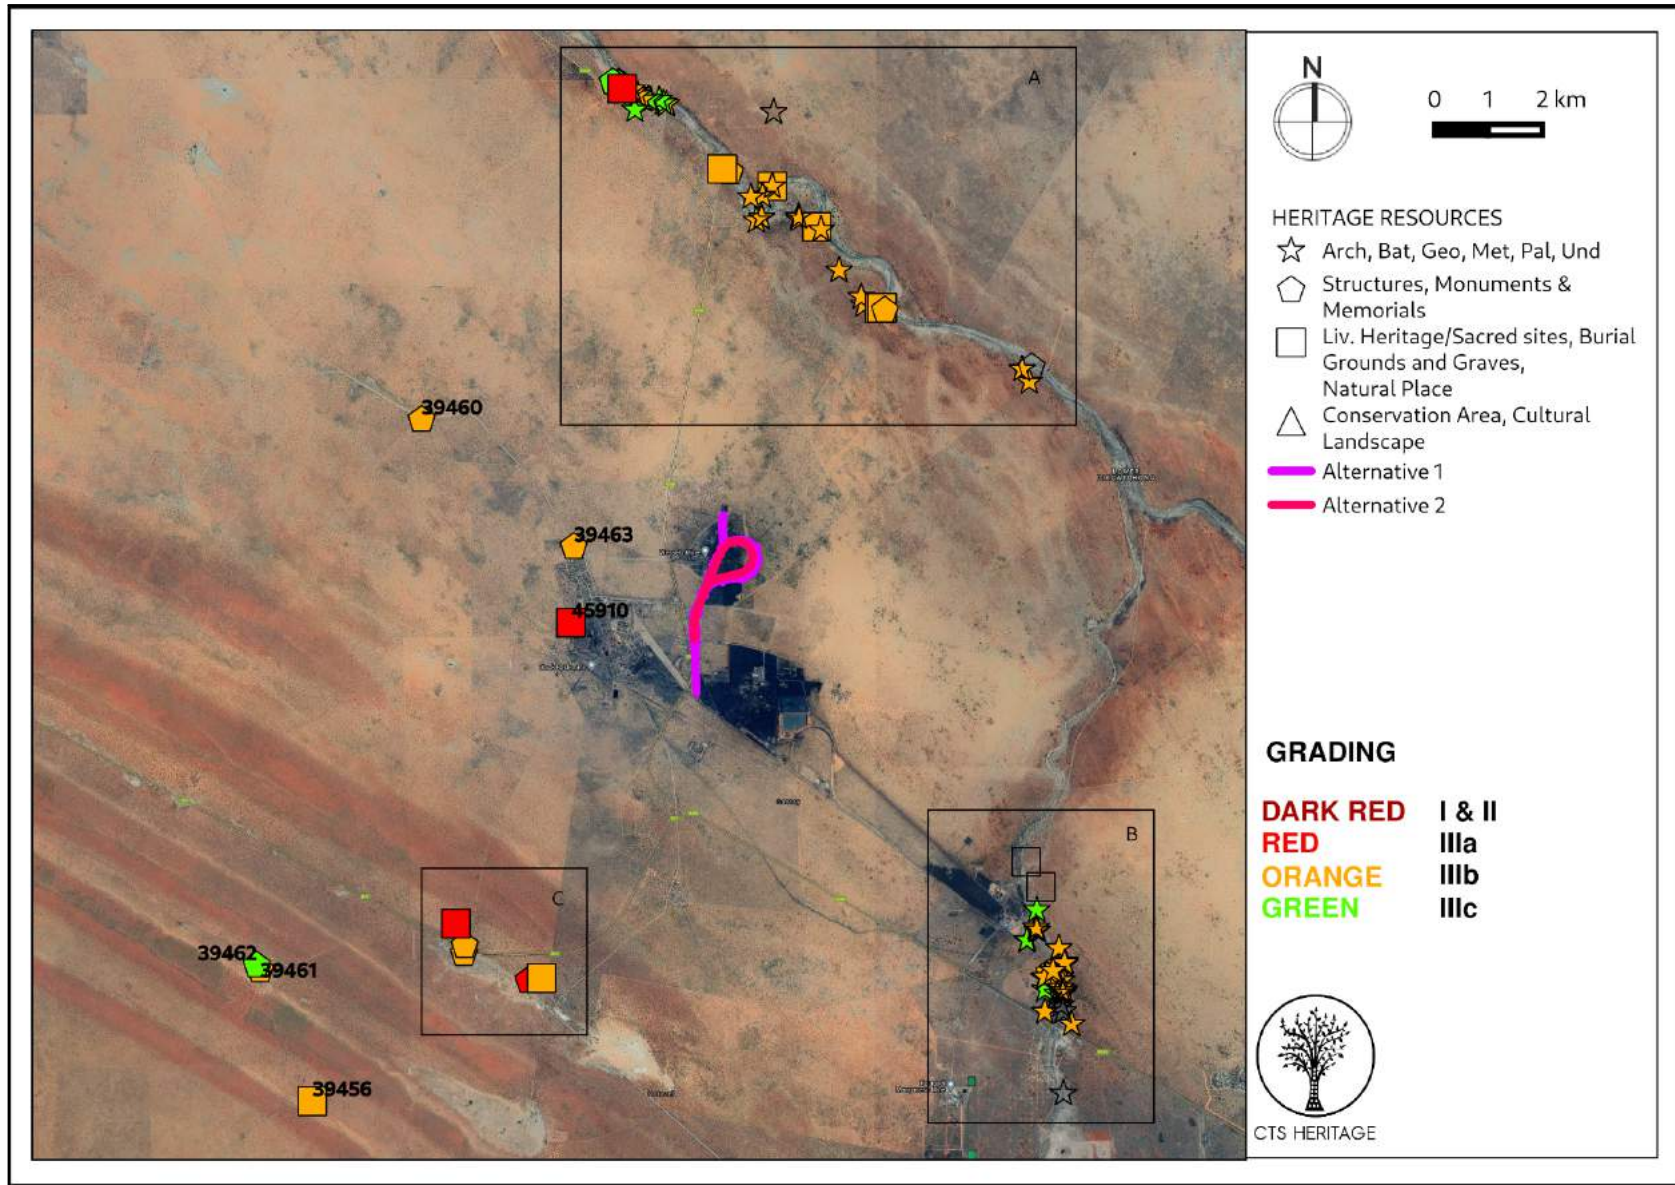 A
39460
39463
45910
B
C
39462
39461
39456
N
0 1 2 km
HERITAGE RESOURCES
Arch, Bat, Geo, Met, Pal, Und
Structures, Monuments &
Memorials
Liv. Heritage/Sacred sites, Burial
Grounds and Graves,
Natural Place
Conservation Area, Cultural
Landscape
Alternative 1
Alternative 2
GRADING
DARK RED I & II
RED IIIa
ORANGE IIIb
GREEN IIIc
CTS HERITAGE